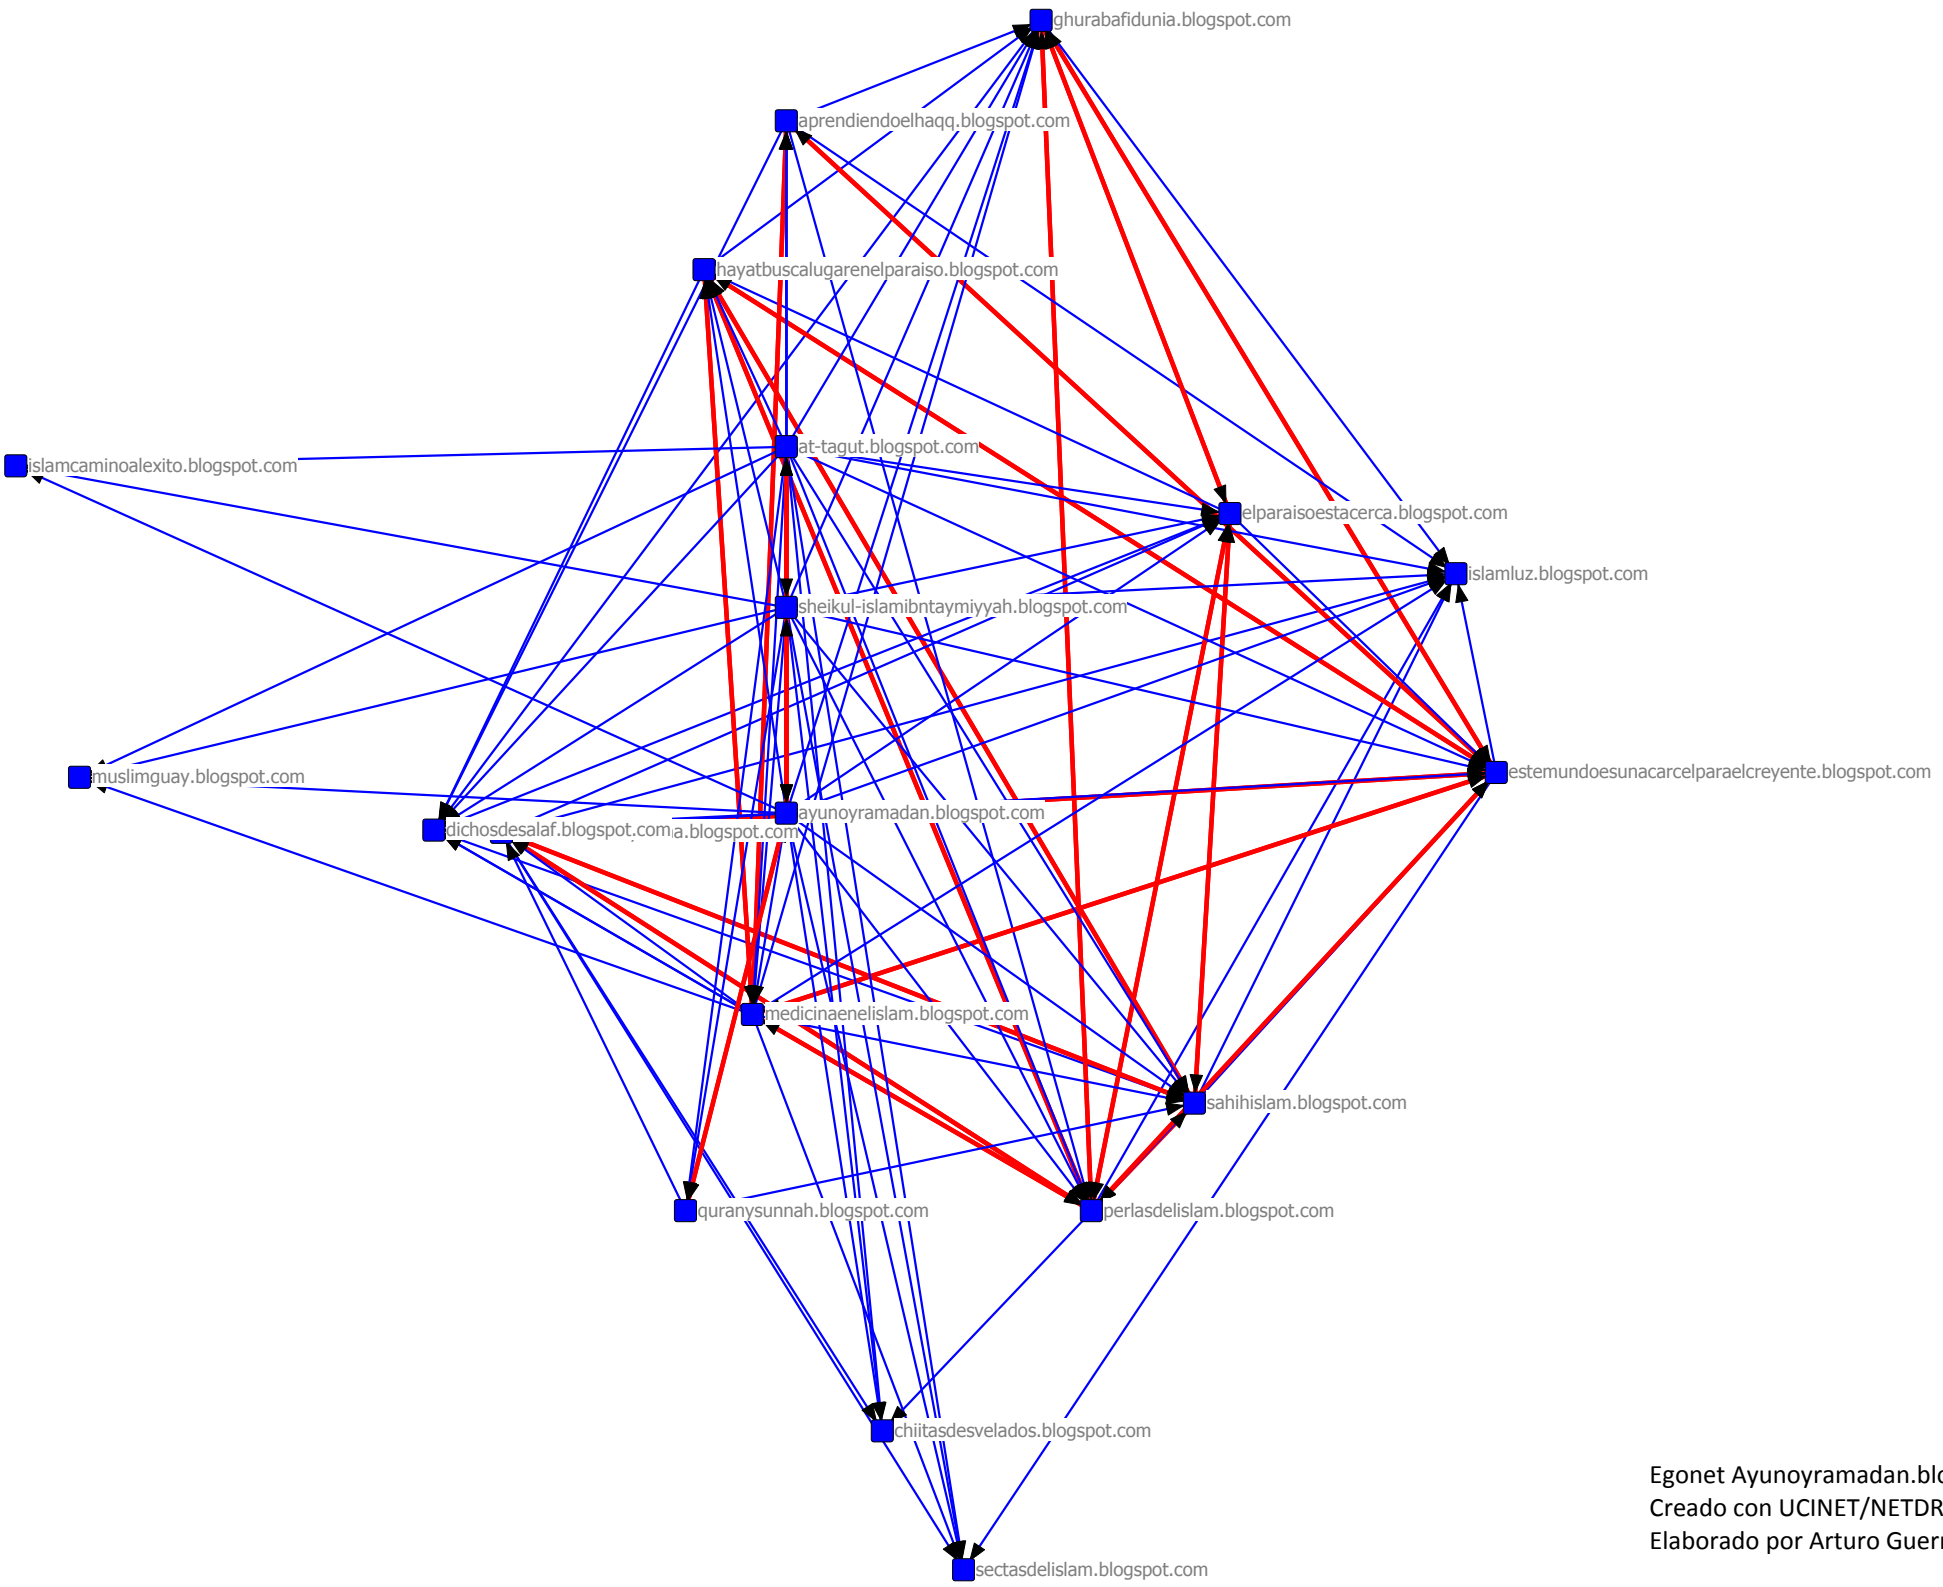 ghurabafidunia.blogspot.com
aprendiendoelhaqq.blogspot.com
hayatbuscalugarenelparaiso.blogspot.com
at-tagut.blogspot.com
islamcaminoalexito.blogspot.com
elparaisoestacerca.blogspot.com
islamluz.blogspot.com
sheikul-islamibntaymiyyah.blogspot.com
estemundoesunacarcelparaelcreyente.blogspot.com
muslimguay.blogspot.com
ayunoyramadan.blogspot.com
dichosdesalaf.blogspot.com
a.blogspot.com
medicinaenelislam.blogspot.com
sahihislam.blogspot.com
quranysunnah.blogspot.com
perlasdelislam.blogspot.com
chiitasdesvelados.blogspot.com
sectasdelislam.blogspot.com
Egonet Ayunoyramadan.blo
Creado con UCINET/NETDR
Elaborado por Arturo Guerr